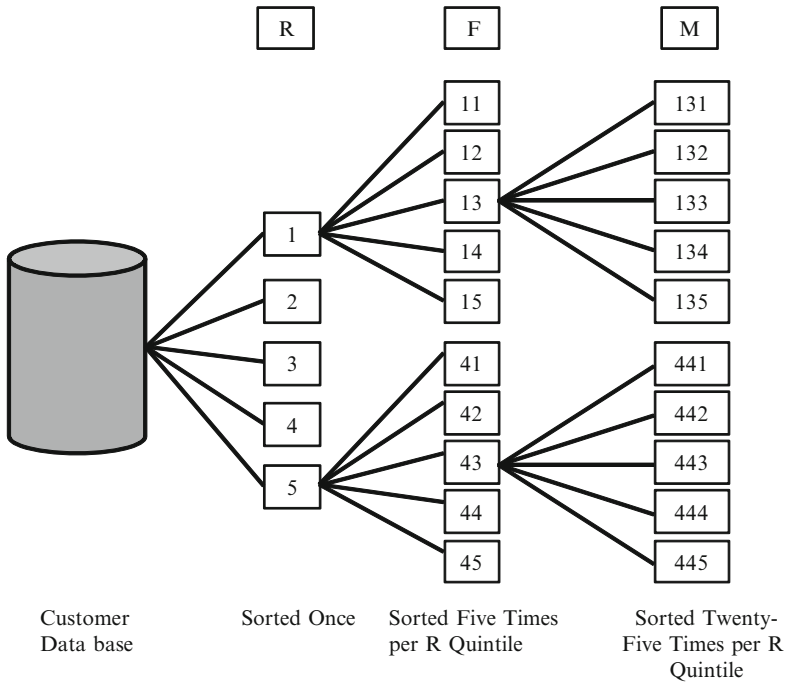 R
F
M
11
12
13
14
15
131
132
133
134
135
1
2
3
4
5
41
42
43
44
45
441
442
443
444
445
Customer
Data base
Sorted Once
Sorted Five Times
per R Quintile
Sorted Twenty-
Five Times per R
Quintile